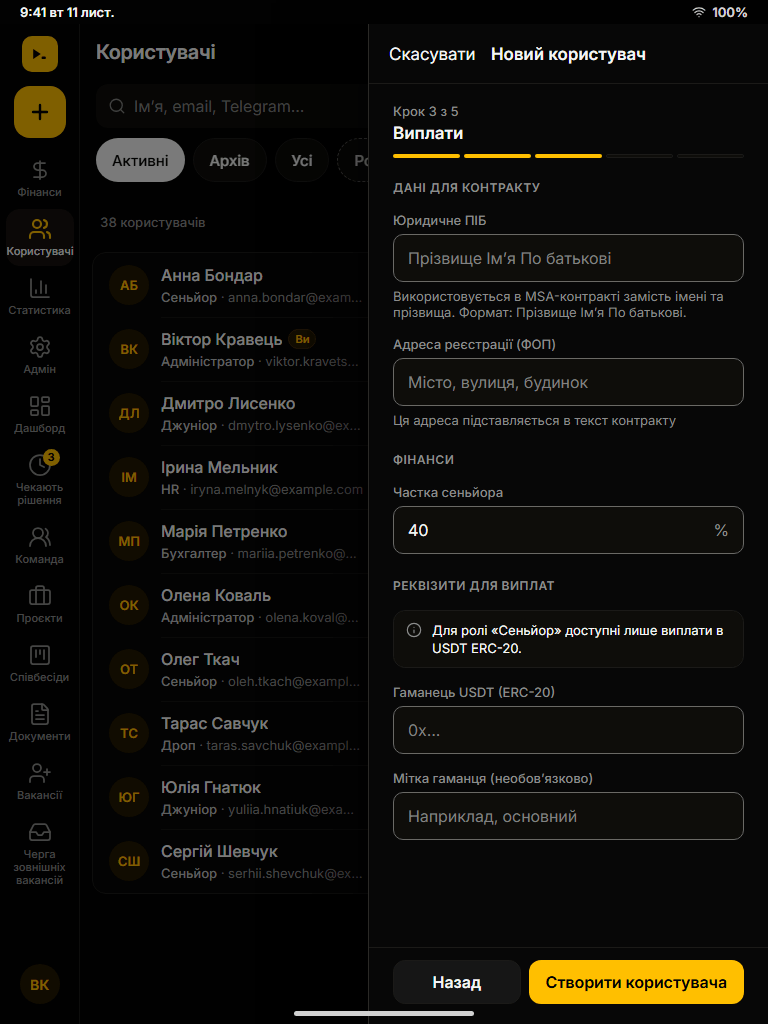 9:41 вт 11 лист.
100%
Користувачі
Ім’я, email, Telegram...
Активні
Архів
Усі
38 користувачів
АБ
Анна Бондар
Сеньйор · anna.bondar@exam...
ВК
Віктор Кравець
Ви
Адміністратор · viktor.kravets...
ДЛ
Дмитро Лисенко
Джуніор · dmytro.lysenko@ex...
ІМ
Ірина Мельник
HR · iryna.melnyk@example.com
МП
Марія Петренко
Бухгалтер · mariia.petrenko@...
ОК
Олена Коваль
Адміністратор · olena.koval@...
ОТ
Олег Ткач
Сеньйор · oleh.tkach@exampl...
ТС
Тарас Савчук
Дроп · taras.savchuk@exampl...
ЮГ
Юлія Гнатюк
Джуніор · yuliia.hnatiuk@exa...
СШ
Сергій Шевчук
Сеньйор · serhii.shevchuk@ex...
Фінанси
Користувачі
Статистика
Адмін
Дашборд
3
Чекають
рішення
Команда
Проєкти
Співбесіди
Документи
Вакансії
Черга
зовнішніх
вакансій
ВК
Скасувати
Новий користувач
Крок 3 з 5
Виплати
ДАНІ ДЛЯ КОНТРАКТУ
Юридичне ПІБ
Прізвище Ім’я По батькові
Використовується в MSA-контракті замість імені та
прізвища. Формат: Прізвище Ім’я По батькові.
Адреса реєстрації (ФОП)
Місто, вулиця, будинок
Ця адреса підставляється в текст контракту
ФІНАНСИ
Частка сеньйора
40
%
РЕКВІЗИТИ ДЛЯ ВИПЛАТ
Для ролі «Сеньйор» доступні лише виплати в
USDT ERC-20.
Гаманець USDT (ERC-20)
0x...
Мітка гаманця (необов’язково)
Наприклад, основний
Назад
Створити користувача